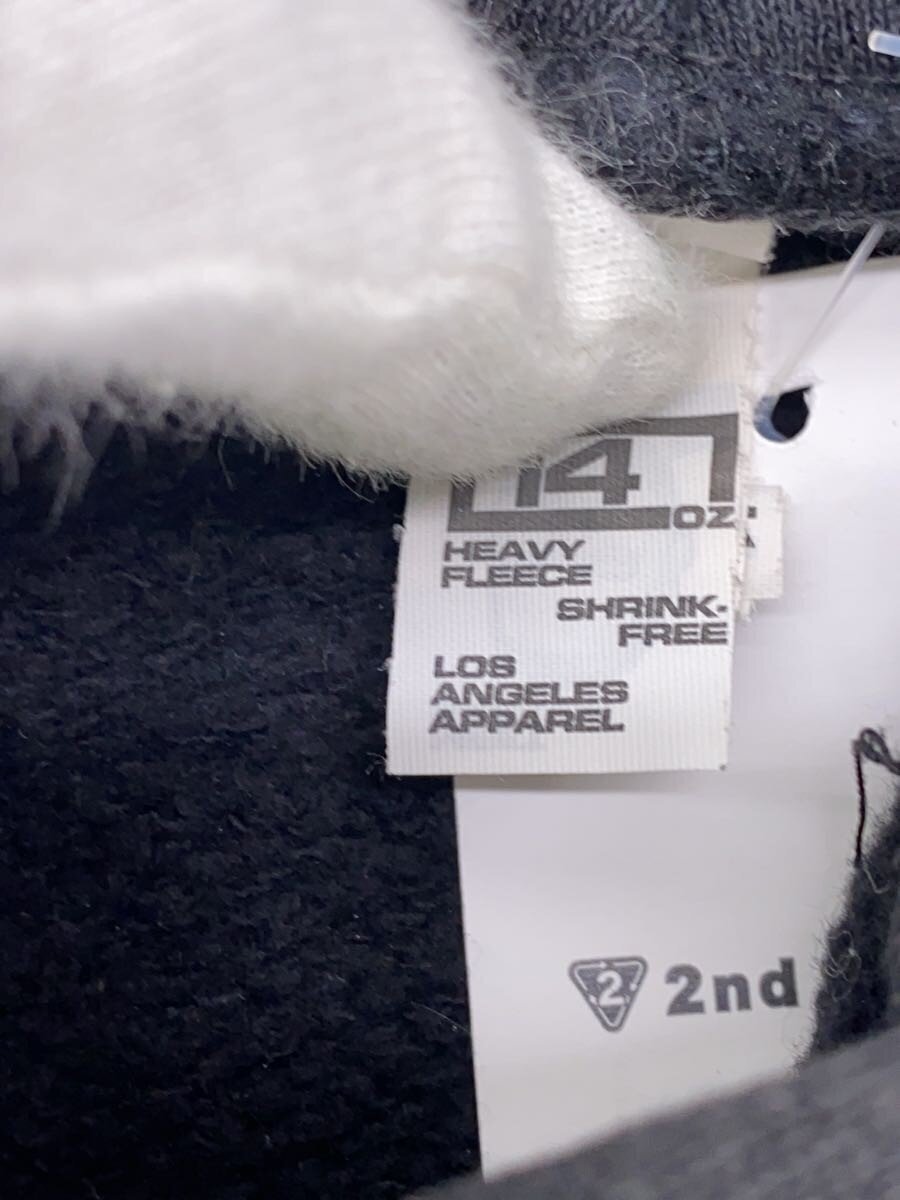 14
OZ.
HEAVY
FLEECE
SHRINK-
FREE
LOS
ANGELES
APPAREL
2 2nd